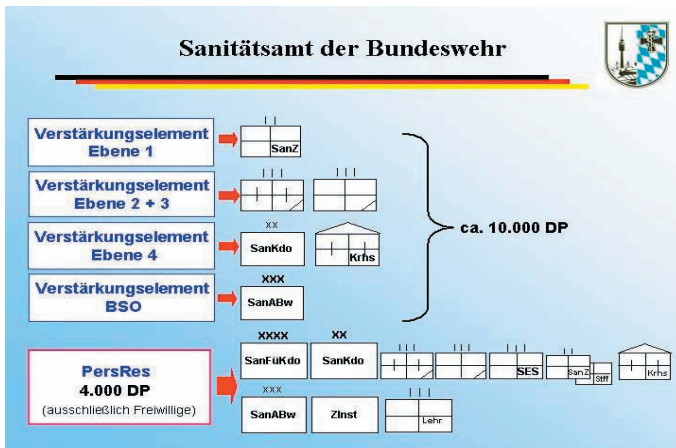 Sanitätsamt der Bundeswehr
Verstärkungselement
Ebene 1
I I
SanZ
Verstärkungselement
Ebene 2 + 3
I I I
I I I
Verstärkungselement
Ebene 4
XX
SanKdo
Krhs
Verstärkungselement
BSO
XXX
SanABw
ca. 10.000 DP
PersRes
4.000 DP
(ausschließlich Freiwillige)
XXXX
SanFüKdo
XX
SanKdo
I I I
I I I
I I I
SES
I I
SanZ
Stff
Krhs
XXX
SanABw
ZInst
I I I
Lehr